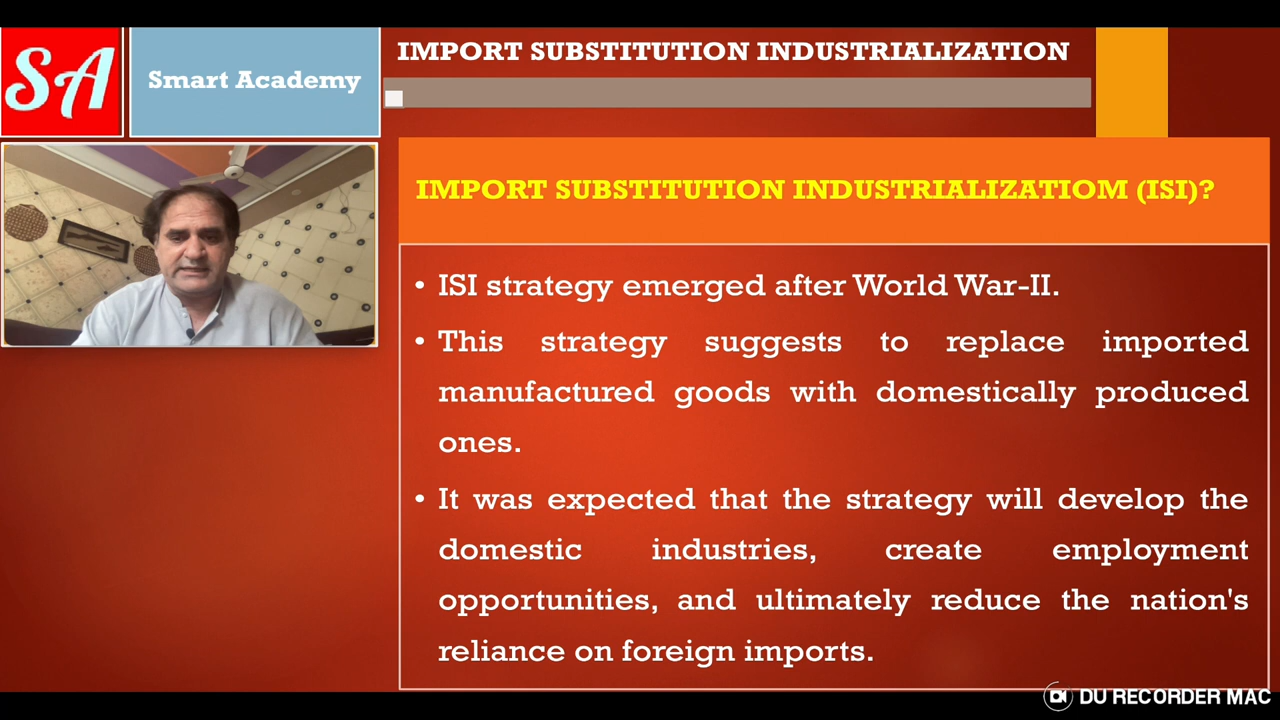 SA
Smart Academy
IMPORT SUBSTITUTION INDUSTRIALIZATION
IMPORT SUBSTITUTION INDUSTRIALIZATIOM (ISI)?
• ISI strategy emerged after World War-II.
• This strategy suggests to replace imported
manufactured goods with domestically produced
ones.
• It was expected that the strategy will develop the
domestic industries, create employment
opportunities, and ultimately reduce the nation's
reliance on foreign imports.
DU RECORDER MAC